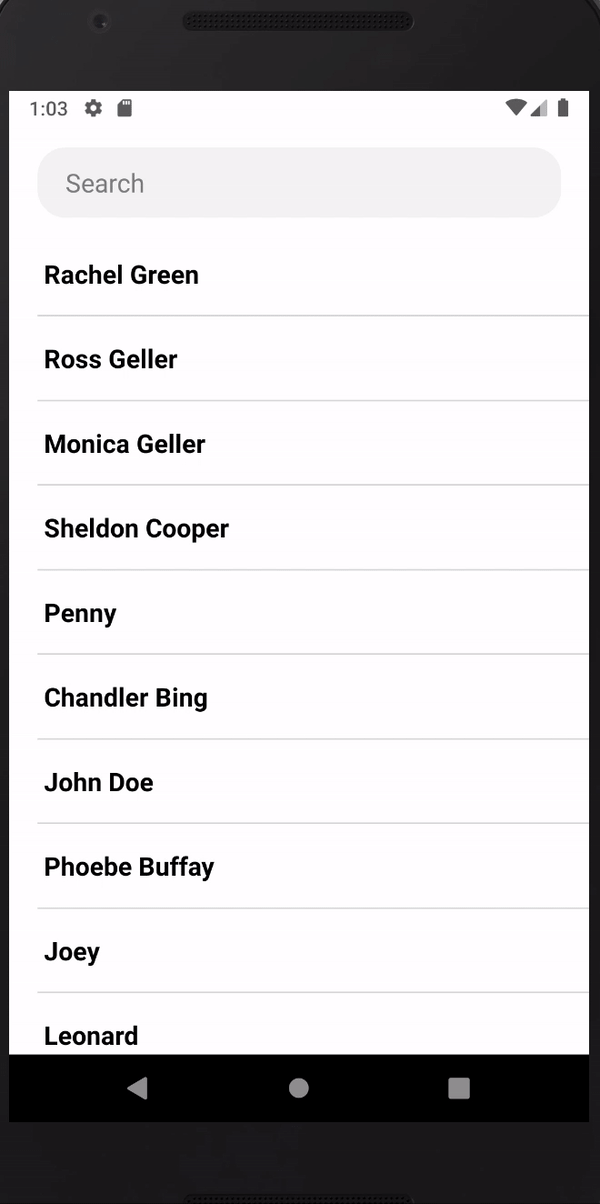 1:03
Search
Rachel Green
Ross Geller
Monica Geller
Sheldon Cooper
Penny
Chandler Bing
John Doe
Phoebe Buffay
Joey
Leonard